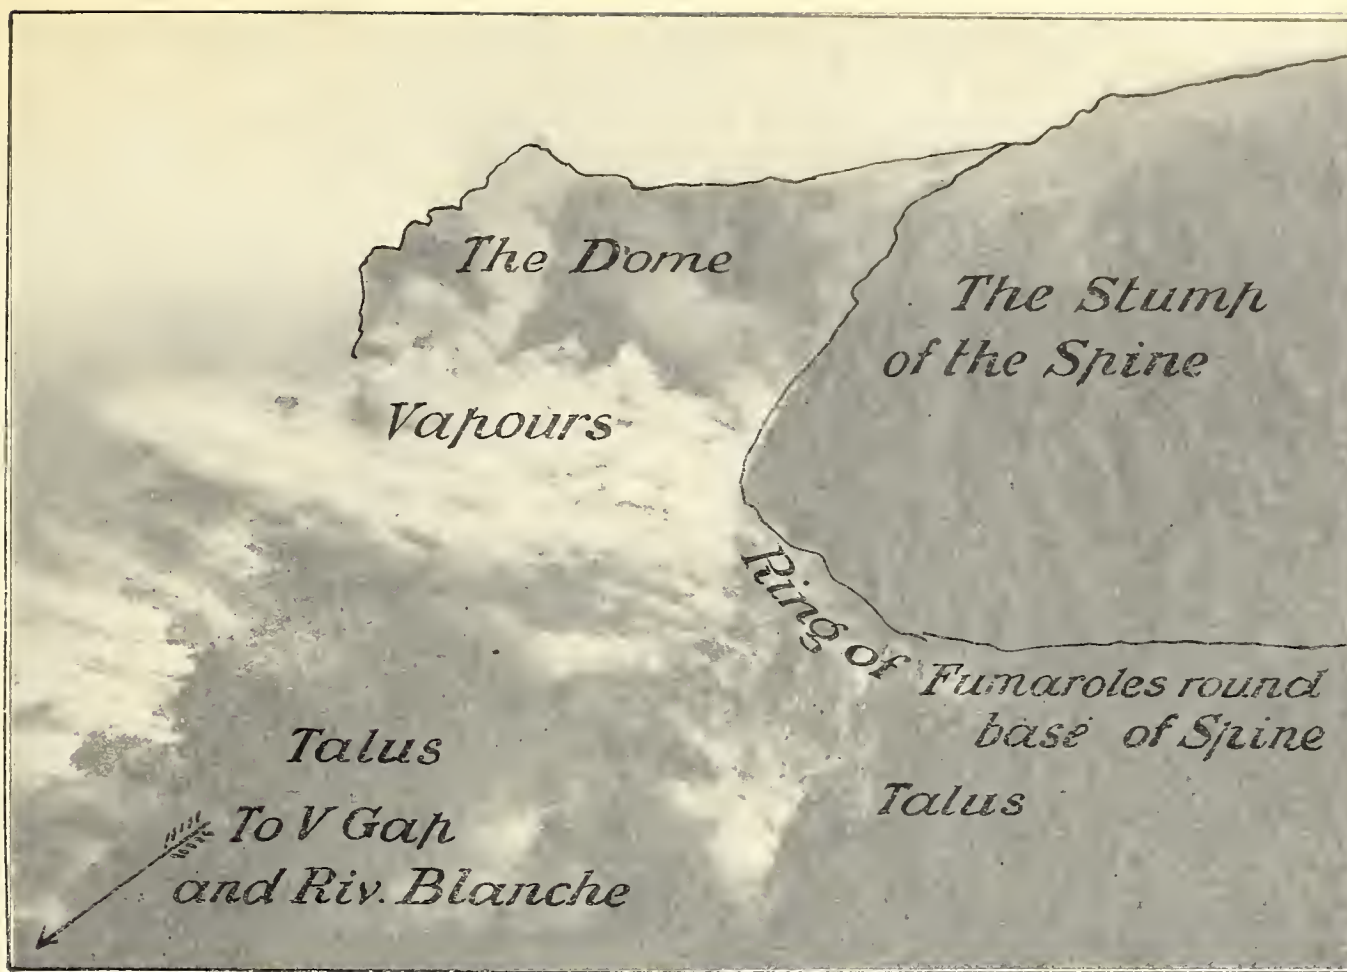 The Dome
The Stump
of the Spine
Vapours
Ring of Fumaroles round
base of Spine
Talus
Talus
To V Gap
and Riv. Blanche